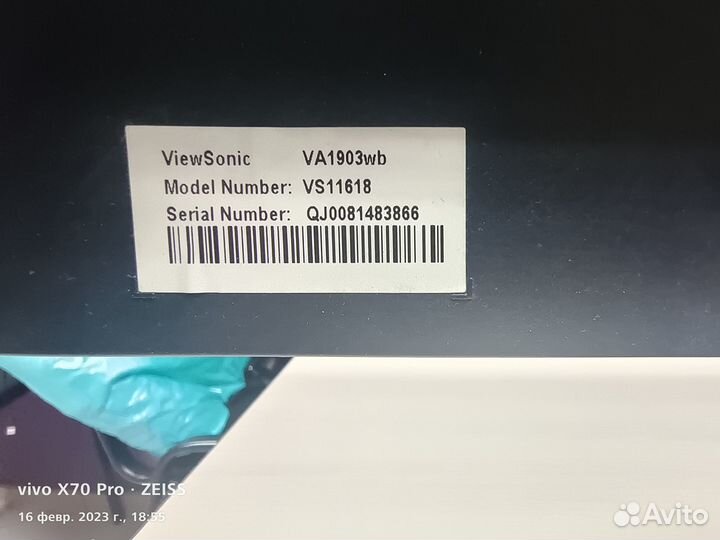 ViewSonic VA1903wb
Model Number: VS11618
Serial Number: QJ0081483866
vivo X70 Pro · ZEISS
16 февр. 2023 г., 18:55
Avito